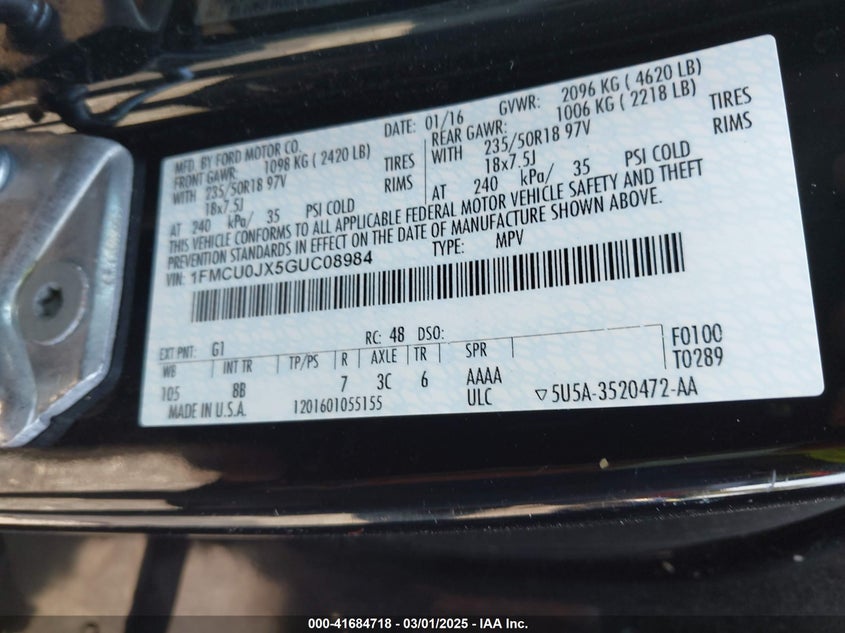 MFD. BY FORD MOTOR CO.
DATE: 01/16
GVWR: 2096 KG ( 4620 LB)
FRONT GAWR: 1098 KG ( 2420 LB)
REAR GAWR: 1006 KG ( 2218 LB)
WITH 235/50R18 97V TIRES
WITH 235/50R18 97V TIRES
18x7.5J RIMS
18x7.5J RIMS
AT 240 kPa/ 35 PSI COLD
AT 240 kPa/ 35 PSI COLD
THIS VEHICLE CONFORMS TO ALL APPLICABLE FEDERAL MOTOR VEHICLE SAFETY AND THEFT
PREVENTION STANDARDS IN EFFECT ON THE DATE OF MANUFACTURE SHOWN ABOVE.
VIN: 1FMCU0JX5GUC08984
TYPE: MPV
EXT PNT: G1 RC: 48 DSO:
F0100
WB INT TR TP/PS R AXLE TR SPR
T0289
105 8B 7 3C 6 AAAA
MADE IN U.S.A. 1201601055155 ULC ▽5U5A-3520472-AA
000-41684718 - 03/01/2025 - IAA Inc.